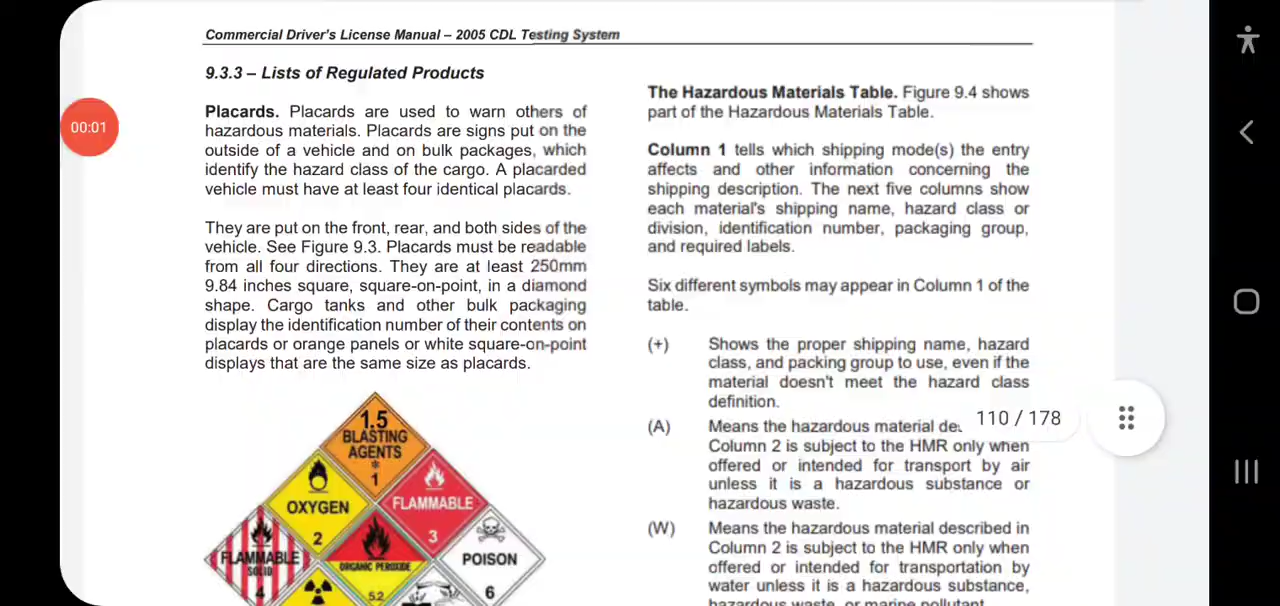 Commercial Driver's License Manual – 2005 CDL Testing System
9.3.3 – Lists of Regulated Products
Placards. Placards are used to warn others of
hazardous materials. Placards are signs put on the
outside of a vehicle and on bulk packages, which
identify the hazard class of the cargo. A placarded
vehicle must have at least four identical placards.
They are put on the front, rear, and both sides of the
vehicle. See Figure 9.3. Placards must be readable
from all four directions. They are at least 250mm
9.84 inches square, square-on-point, in a diamond
shape. Cargo tanks and other bulk packaging
display the identification number of their contents on
placards or orange panels or white square-on-point
displays that are the same size as placards.
1.5
BLASTING
AGENTS
*
1
OXYGEN
2
FLAMMABLE
3
FLAMMABLE
SOLID
4
ORGANIC PEROXIDE
5.2
POISON
6
The Hazardous Materials Table. Figure 9.4 shows
part of the Hazardous Materials Table.
Column 1 tells which shipping mode(s) the entry
affects and other information concerning the
shipping description. The next five columns show
each material's shipping name, hazard class or
division, identification number, packaging group,
and required labels.
Six different symbols may appear in Column 1 of the
table.
(+) Shows the proper shipping name, hazard
class, and packing group to use, even if the
material doesn't meet the hazard class
definition.
(A) Means the hazardous material
Column 2 is subject to the HMR only when
offered or intended for transport by air
unless it is a hazardous substance or
hazardous waste.
(W) Means the hazardous material described in
Column 2 is subject to the HMR only when
offered or intended for transportation by
water unless it is a hazardous substance,
hazardous waste, or marine pollutant.
00:01
110 / 178